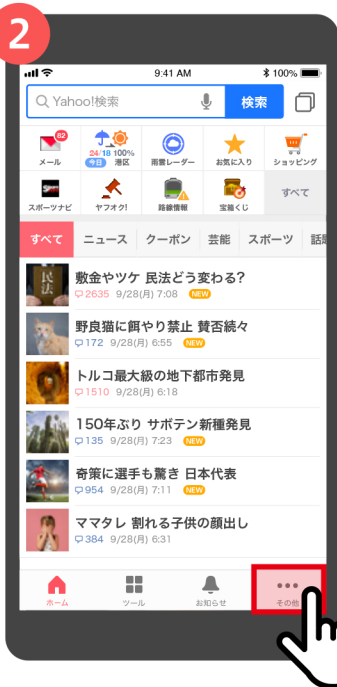 2
9:41 AM
100%
Yahoo!検索
検索
82
24/18 100%
今日 港区
メール
雨雲レーダー
お気に入り
ショッピング
スポーツナビ
ヤフオク!
路線情報
宝箱くじ
すべて
すべて ニュース クーポン 芸能 スポーツ 話
民法
敷金やツケ 民法どう変わる?
2635 9/28(月) 7:08 NEW
野良猫に餌やり禁止 賛否続々
172 9/28(月) 6:55 NEW
トルコ最大級の地下都市発見
1510 9/28(月) 6:18
150年ぶり サボテン新種発見
135 9/28(月) 7:23 NEW
奇策に選手も驚き 日本代表
954 9/28(月) 7:11 NEW
ママタレ 割れる子供の顔出し
384 9/28(月) 6:31
ホーム ツール お知らせ その他